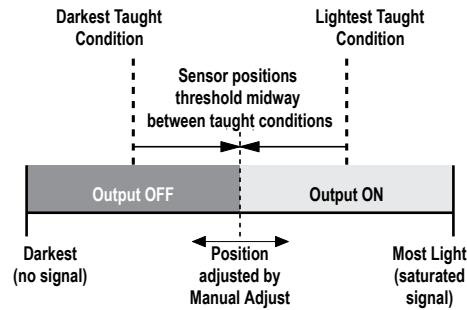 Darkest Taught
Condition
Lightest Taught
Condition
Sensor positions
threshold midway
between taught conditions
Output OFF
Output ON
Darkest
(no signal)
Position
adjusted by
Manual Adjust
Most Light
(saturated
signal)